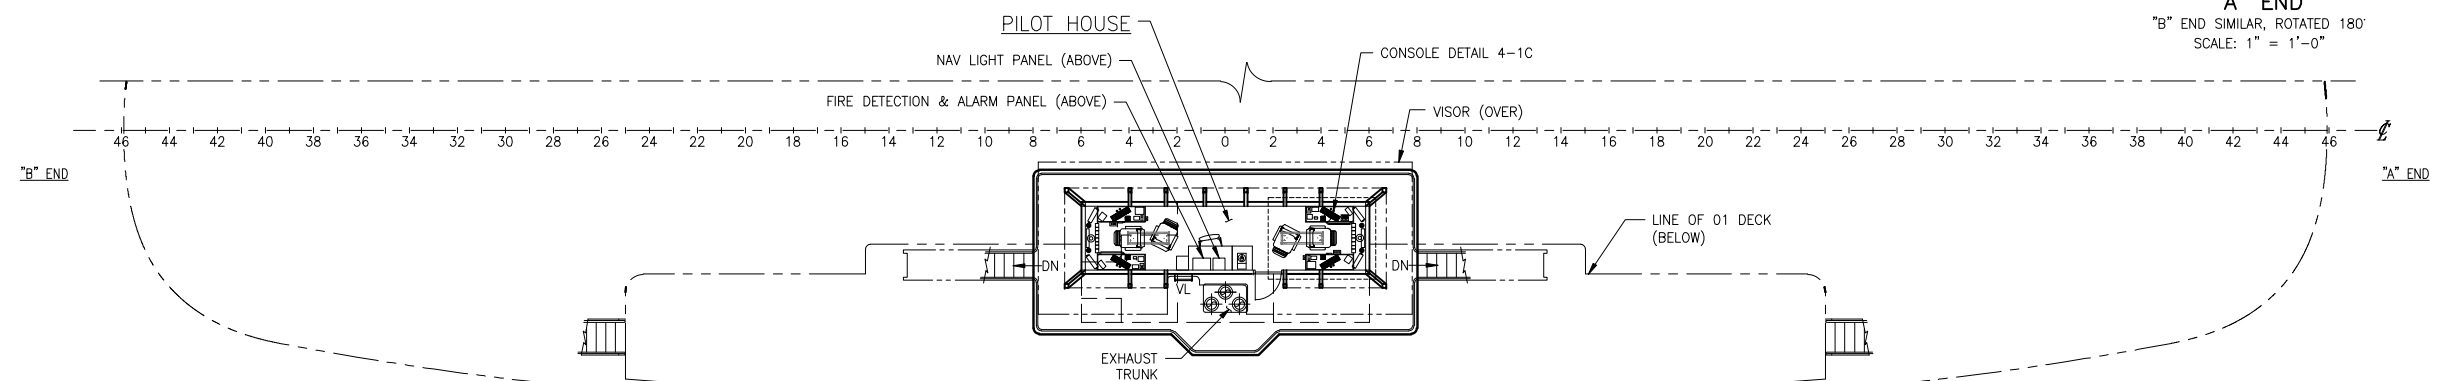 "A" END
"B" END SIMILAR, ROTATED 180°
SCALE: 1" = 1'-0"
PILOT HOUSE
NAV LIGHT PANEL (ABOVE)
CONSOLE DETAIL 4-1C
FIRE DETECTION & ALARM PANEL (ABOVE)
VISOR (OVER)
46 44 42 40 38 36 34 32 30 28 26 24 22 20 18 16 14 12 10 8 6 4 2 0 2 4 6 8 10 12 14 16 18 20 22 24 26 28 30 32 34 36 38 40 42 44 46 ℄
"B" END
"A" END
LINE OF 01 DECK
(BELOW)
DN
DN
VL
EXHAUST
TRUNK